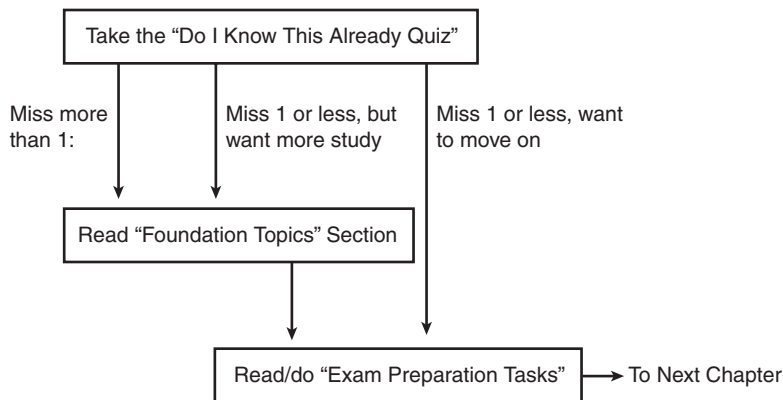 Take the “Do I Know This Already Quiz”
Miss more
than 1:
Miss 1 or less, but
want more study
Miss 1 or less, want
to move on
Read “Foundation Topics” Section
Read/do “Exam Preparation Tasks”
To Next Chapter